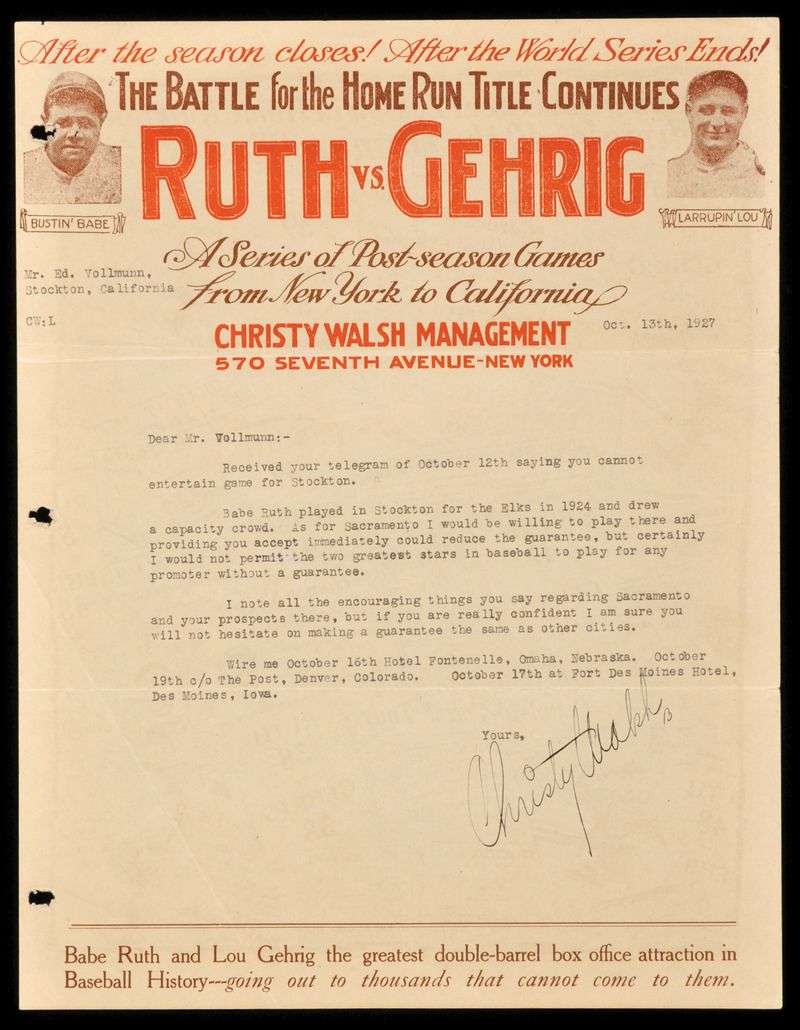 After the season closes! After the World Series Ends!
THE BATTLE for the HOME RUN TITLE CONTINUES
RUTH VS. GEHRIG
BUSTIN' BABE
LARRUPIN' LOU
A Series of Post-season Games
from New York to California
Mr. Ed. Vollmunn,
Stockton, California
CW:L
CHRISTY WALSH MANAGEMENT
570 SEVENTH AVENUE-NEW YORK
Oct. 13th, 1927
Dear Mr. Vollmunn:-
Received your telegram of October 12th saying you cannot
entertain game for Stockton.
Babe Ruth played in Stockton for the Elks in 1924 and drew
a capacity crowd. As for Sacramento I would be willing to play there and
providing you accept immediately could reduce the guarantee, but certainly
I would not permit the two greatest stars in baseball to play for any
promoter without a guarantee.
I note all the encouraging things you say regarding Sacramento
and your prospects there, but if you are really confident I am sure you
will not hesitate on making a guarantee the same as other cities.
Wire me October 16th Hotel Fontenelle, Omaha, Nebraska. October
19th c/o The Post, Denver, Colorado. October 17th at Fort Des Moines Hotel,
Des Moines, Iowa.
Yours,
Christy Walsh
B
Babe Ruth and Lou Gehrig the greatest double-barrel box office attraction in
Baseball History---going out to thousands that cannot come to them.